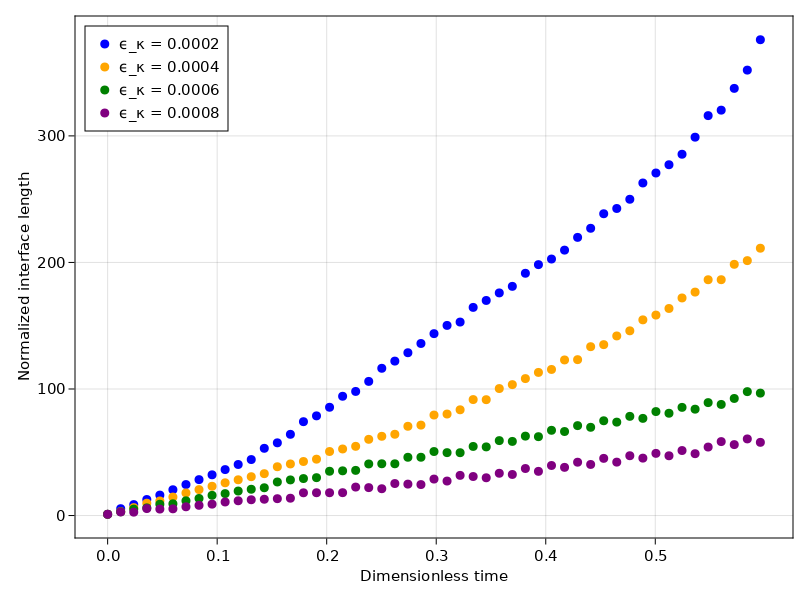 ϵ_κ = 0.0002
ϵ_κ = 0.0004
ϵ_κ = 0.0006
ϵ_κ = 0.0008
Normalized interface length
300
200
100
0
0.0 0.1 0.2 0.3 0.4 0.5
Dimensionless time